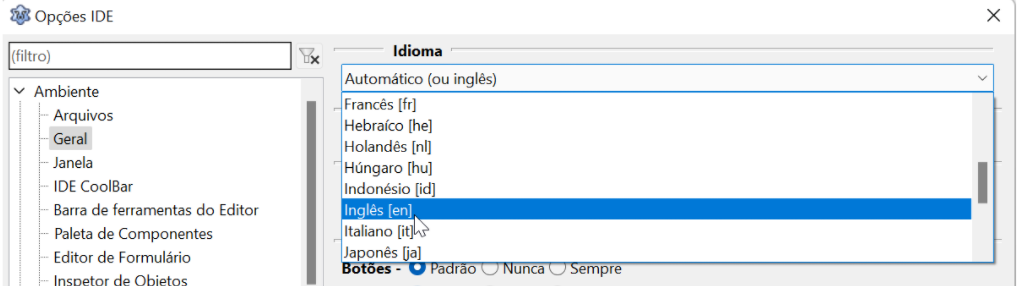 Opções IDE
(filtro)
Ambiente
Arquivos
Geral
Janela
IDE CoolBar
Barra de ferramentas do Editor
Paleta de Componentes
Editor de Formulário
Inspetor de Objetos
Idioma
Automático (ou inglês)
Francês [fr]
Hebraíco [he]
Holandês [nl]
Húngaro [hu]
Indonésio [id]
Inglês [en]
Italiano [it]
Japonês [ja]
Botões - Padrão Nunca Sempre